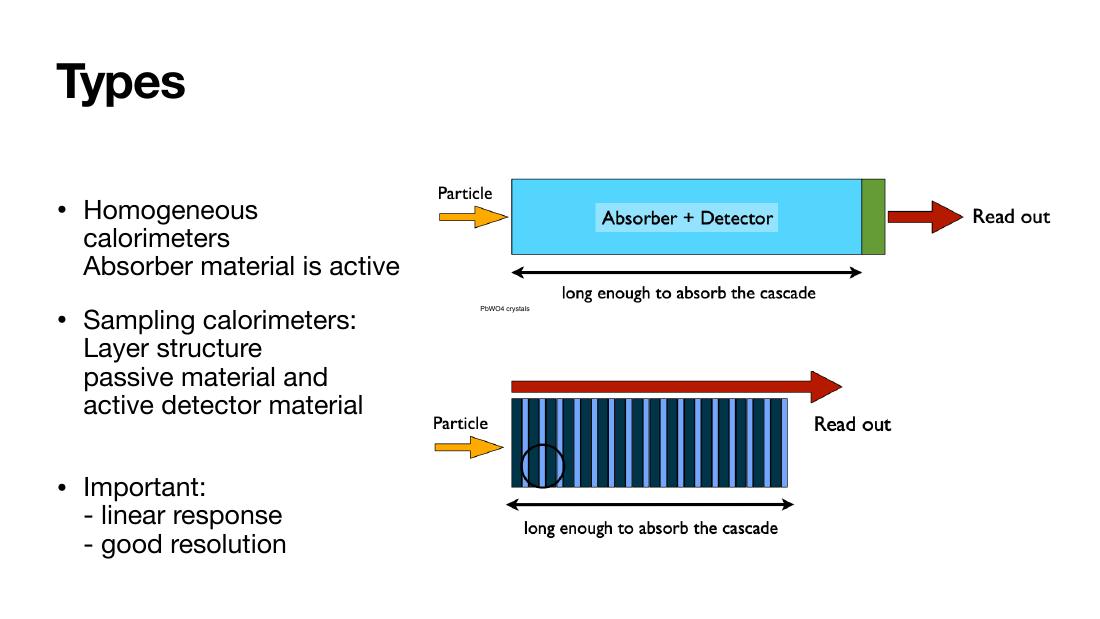 Types
• Homogeneous
calorimeters
Absorber material is active
• Sampling calorimeters:
Layer structure
passive material and
active detector material
• Important:
- linear response
- good resolution
Particle
Absorber + Detector
Read out
long enough to absorb the cascade
PbWO4 crystals
Particle
Read out
long enough to absorb the cascade